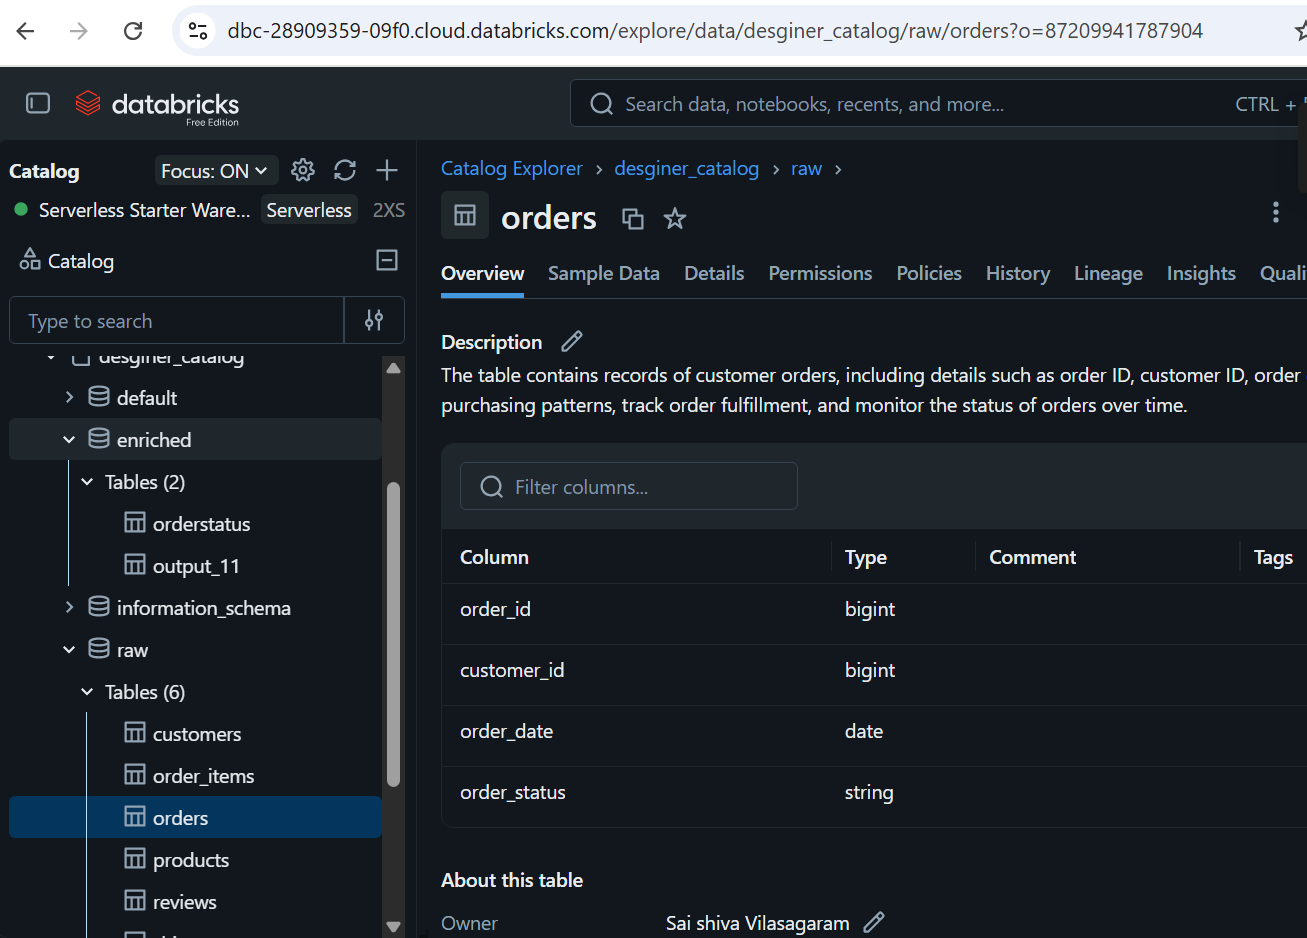 dbc-28909359-09f0.cloud.databricks.com/explore/data/desginer_catalog/raw/orders?o=87209941787904
databricks
Free Edition
Search data, notebooks, recents, and more...
CTRL +
Catalog
Focus: ON
Serverless Starter Ware...
Serverless
2XS
Catalog
Type to search
desginer_catalog
default
enriched
Tables (2)
orderstatus
output_11
information_schema
raw
Tables (6)
customers
order_items
orders
products
reviews
Catalog Explorer > desginer_catalog > raw >
orders
Overview Sample Data Details Permissions Policies History Lineage Insights Quali
Description
The table contains records of customer orders, including details such as order ID, customer ID, order
purchasing patterns, track order fulfillment, and monitor the status of orders over time.
Filter columns...
Column Type Comment Tags
order_id bigint
customer_id bigint
order_date date
order_status string
About this table
Owner Sai shiva Vilasagaram